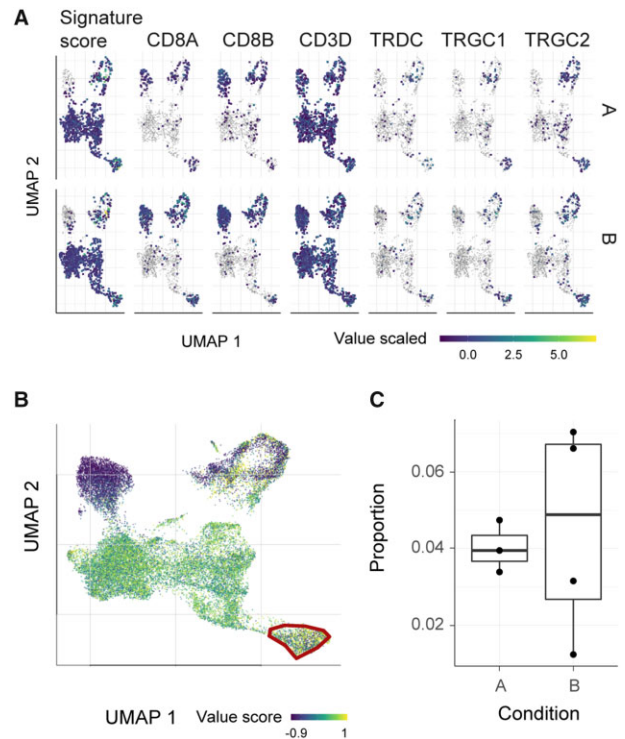 A
Signature score
CD8A CD8B CD3D TRDC TRGC1 TRGC2
A
B
UMAP 2
UMAP 1
Value scaled
0.0 2.5 5.0
B
UMAP 2
UMAP 1
Value score
-0.9 1
C
Proportion
0.06
0.04
0.02
A B
Condition